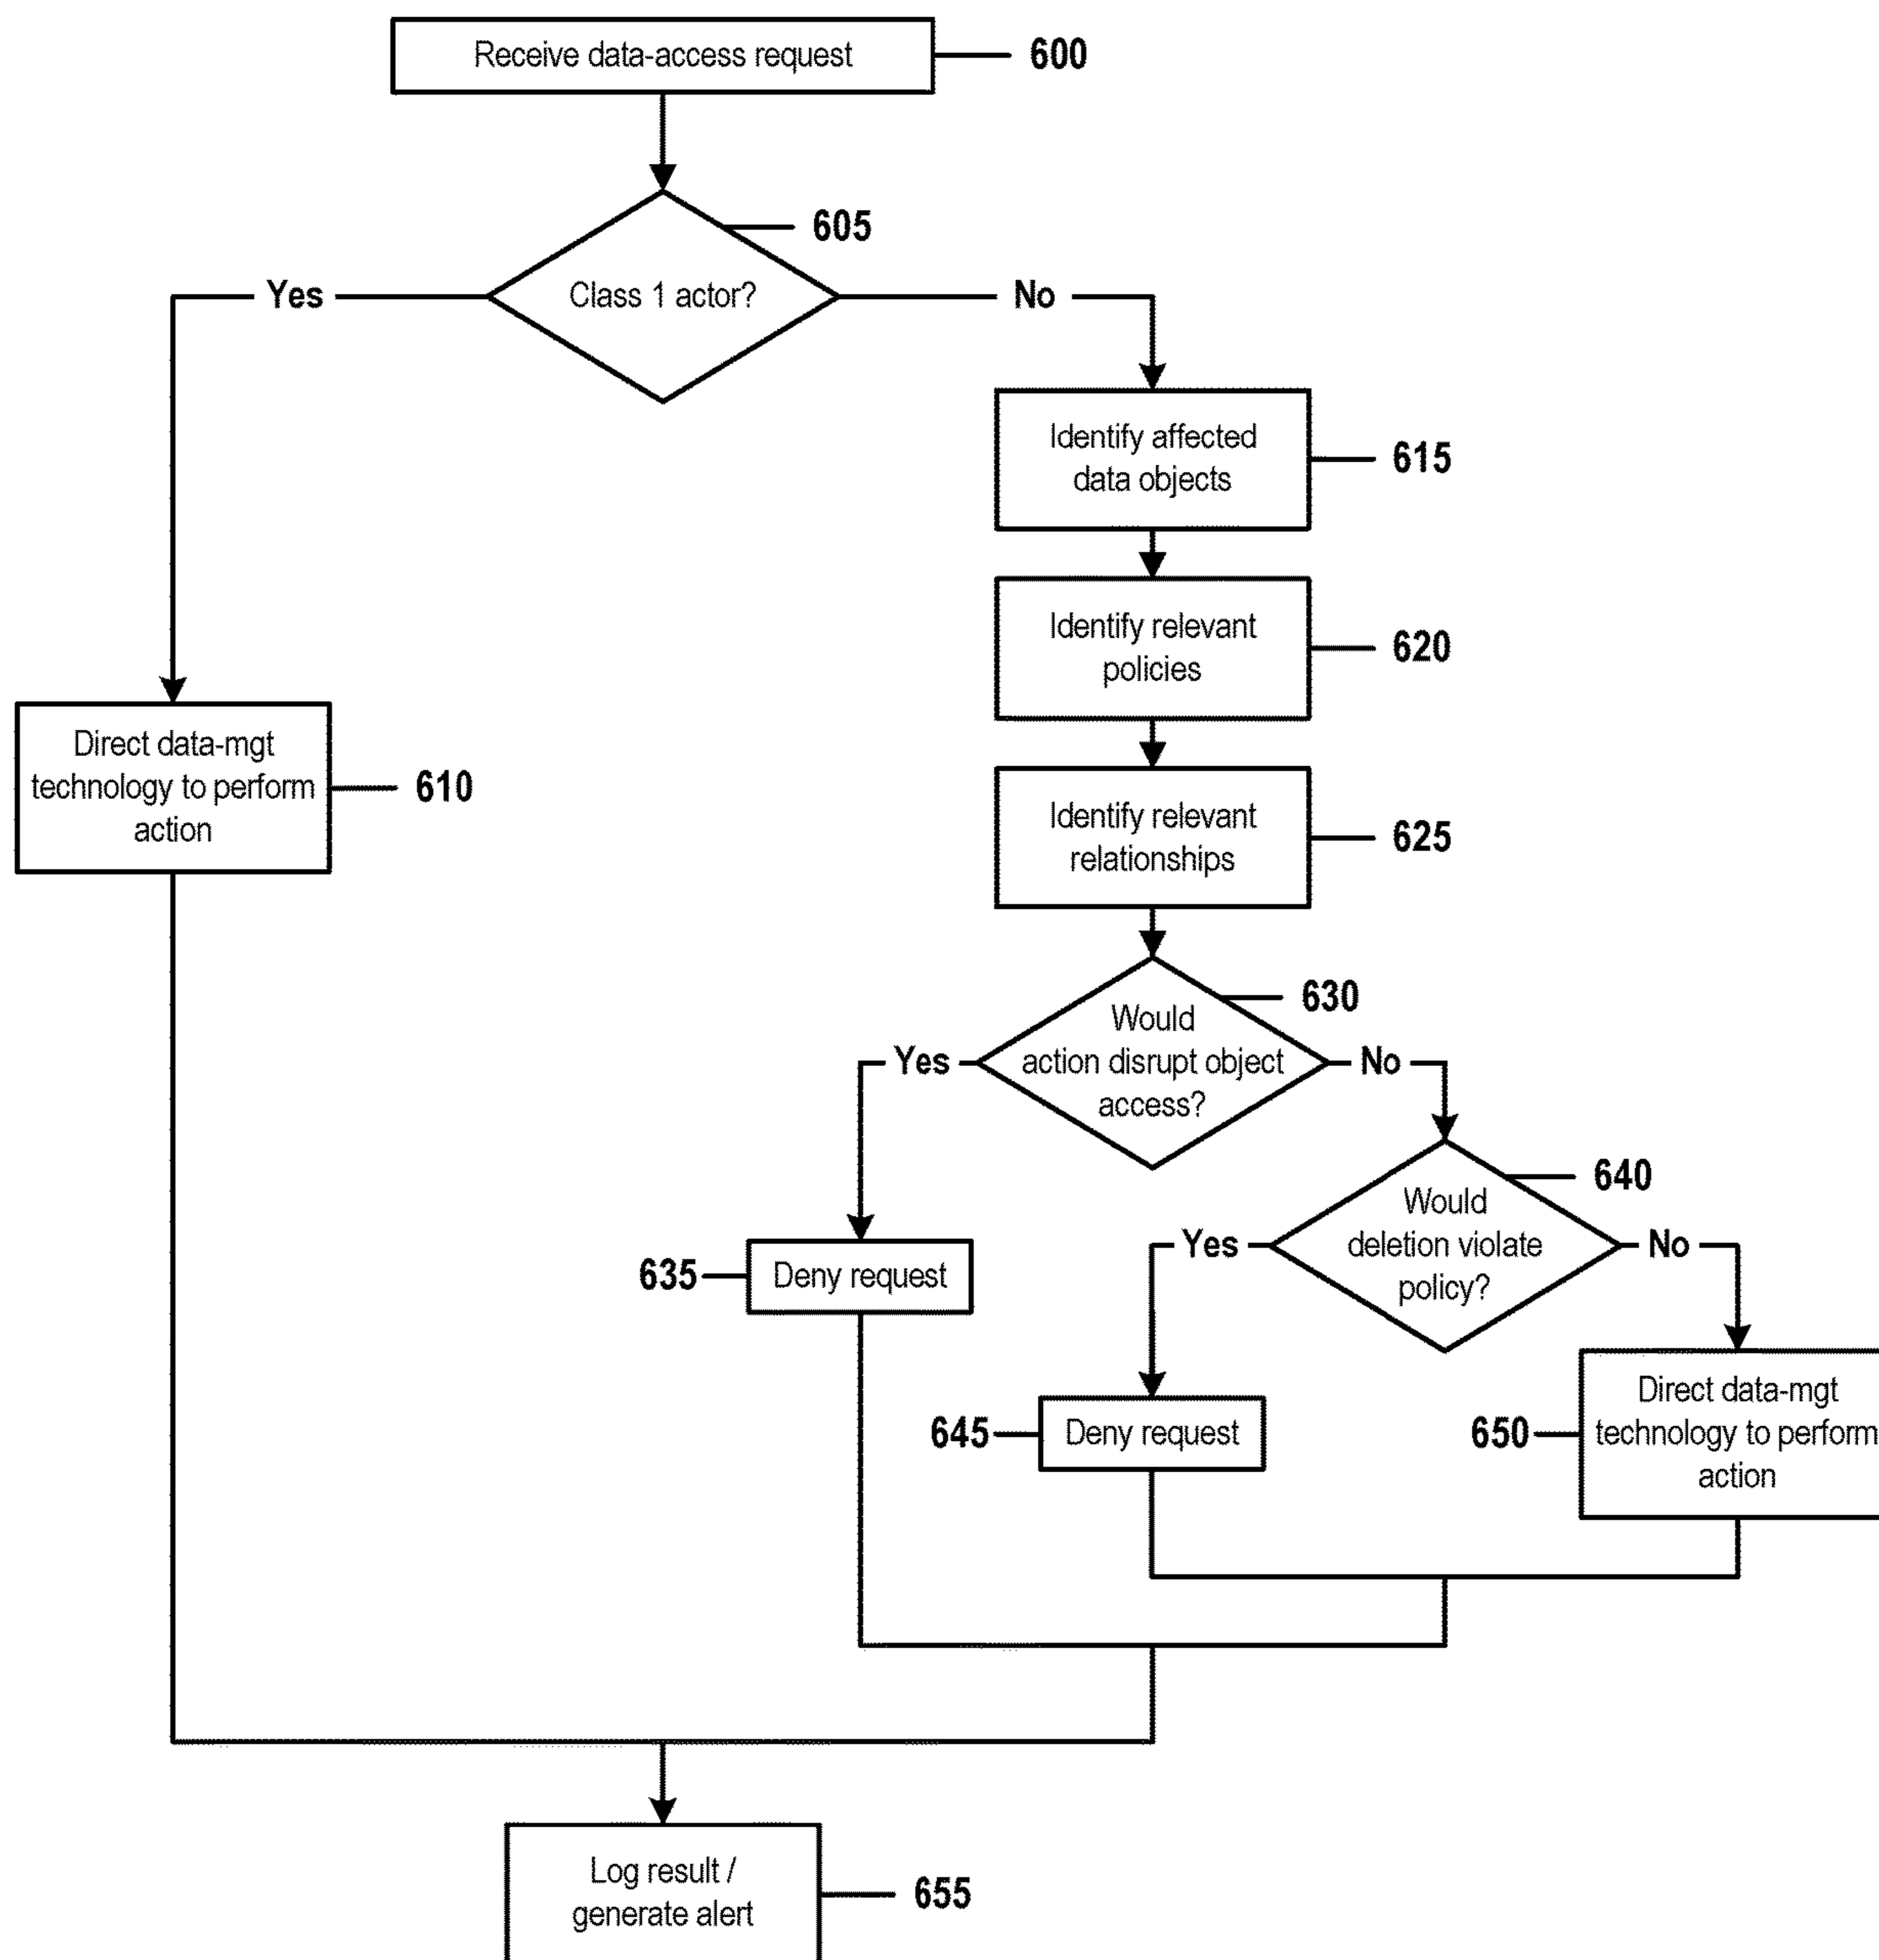 Receive data-access request
600
605
Class 1 actor?
Yes
No
Identify affected
data objects
615
Identify relevant
policies
620
Direct data-mgt
technology to perform
action
610
Identify relevant
relationships
625
630
Would
action disrupt object
access?
Yes
No
640
Would
deletion violate
policy?
Yes
No
635
Deny request
645
Deny request
650
Direct data-mgt
technology to perform
action
Log result /
generate alert
655